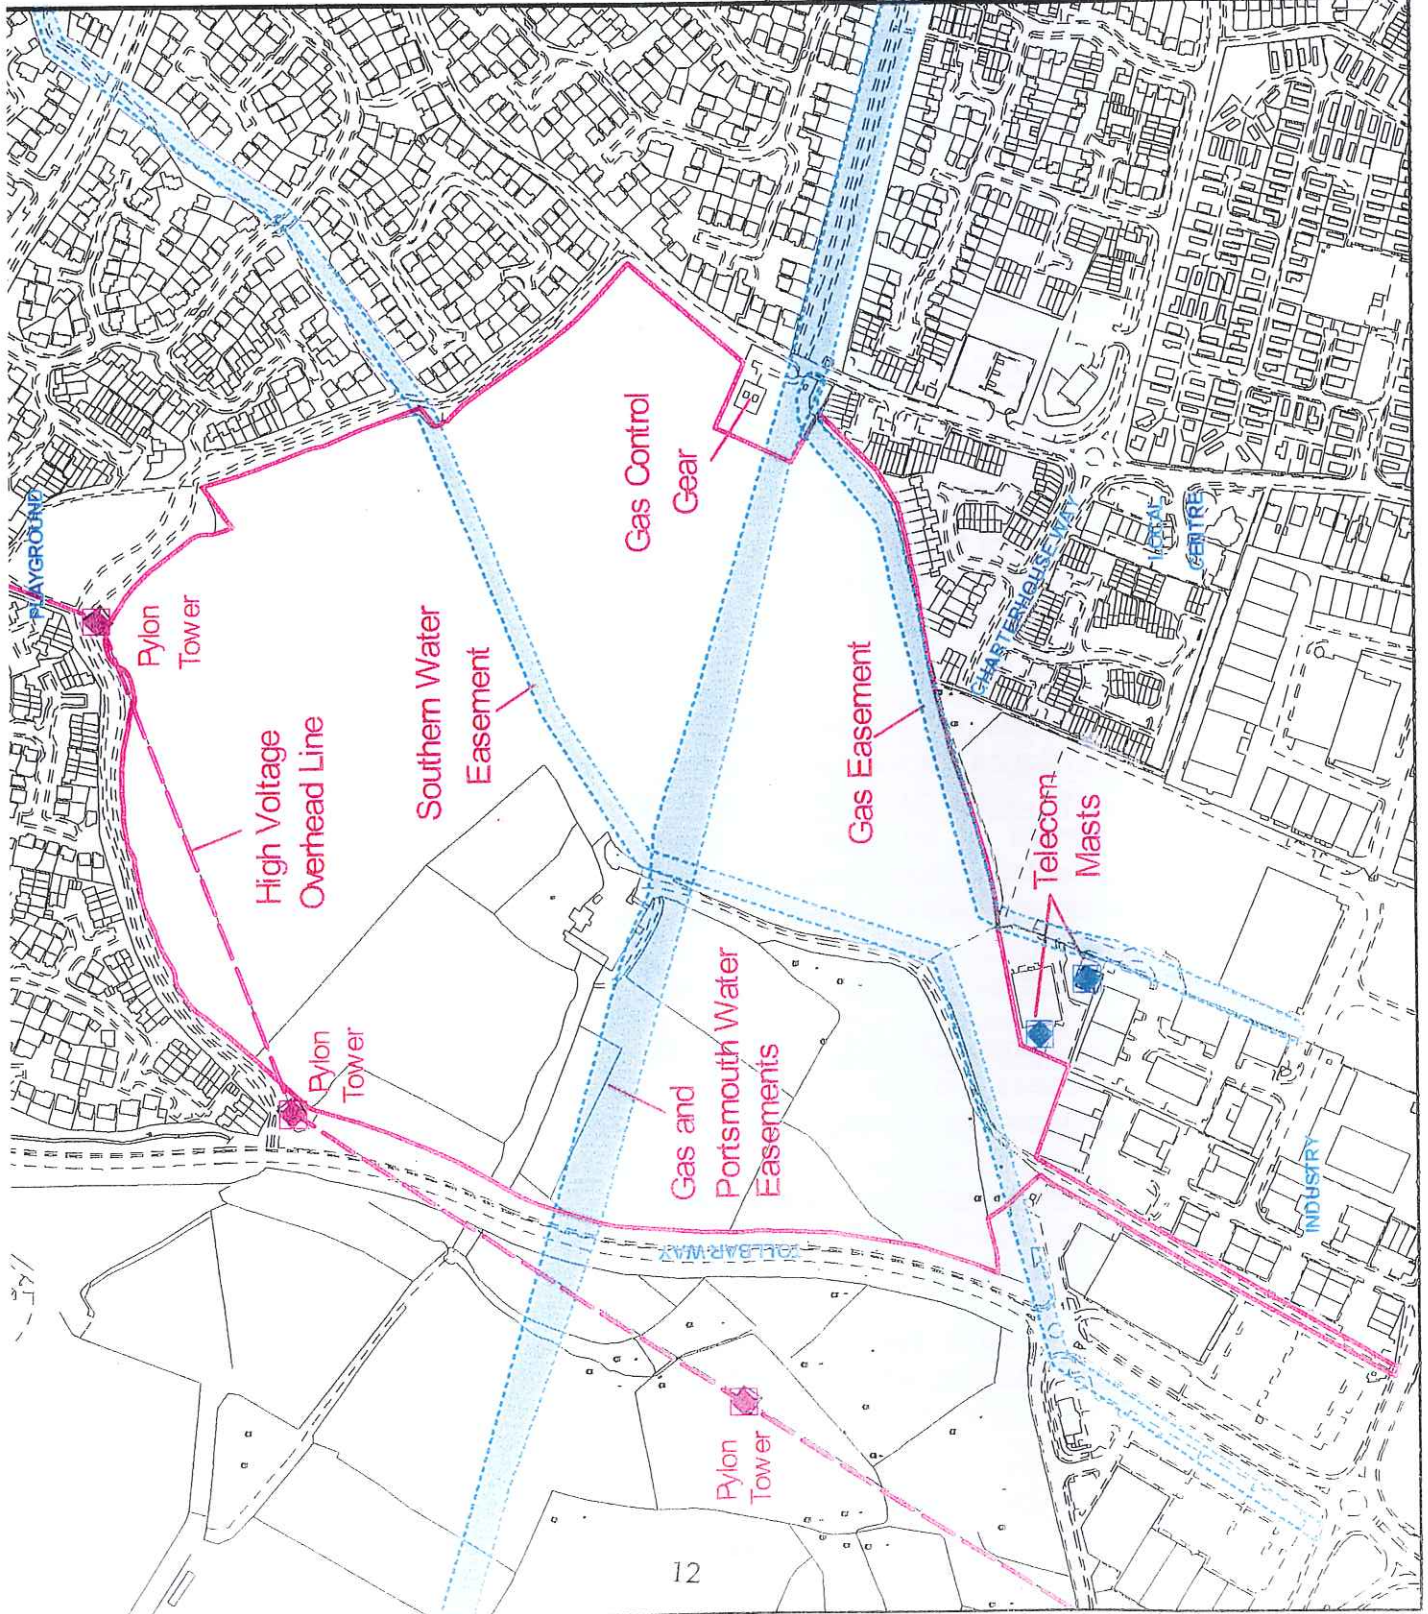 PLAYGROUND
Pylon
Tower
High Voltage
Overhead Line
Southern Water
Easement
Gas Control
Gear
Pylon
Tower
Gas and
Portsmouth Water
Easements
Gas Easement
CHARTERHOUSE WAY
LOCAL
CENTRE
Telecom
Masts
TOLLBAR WAY
INDUSTRY
Pylon
Tower
12